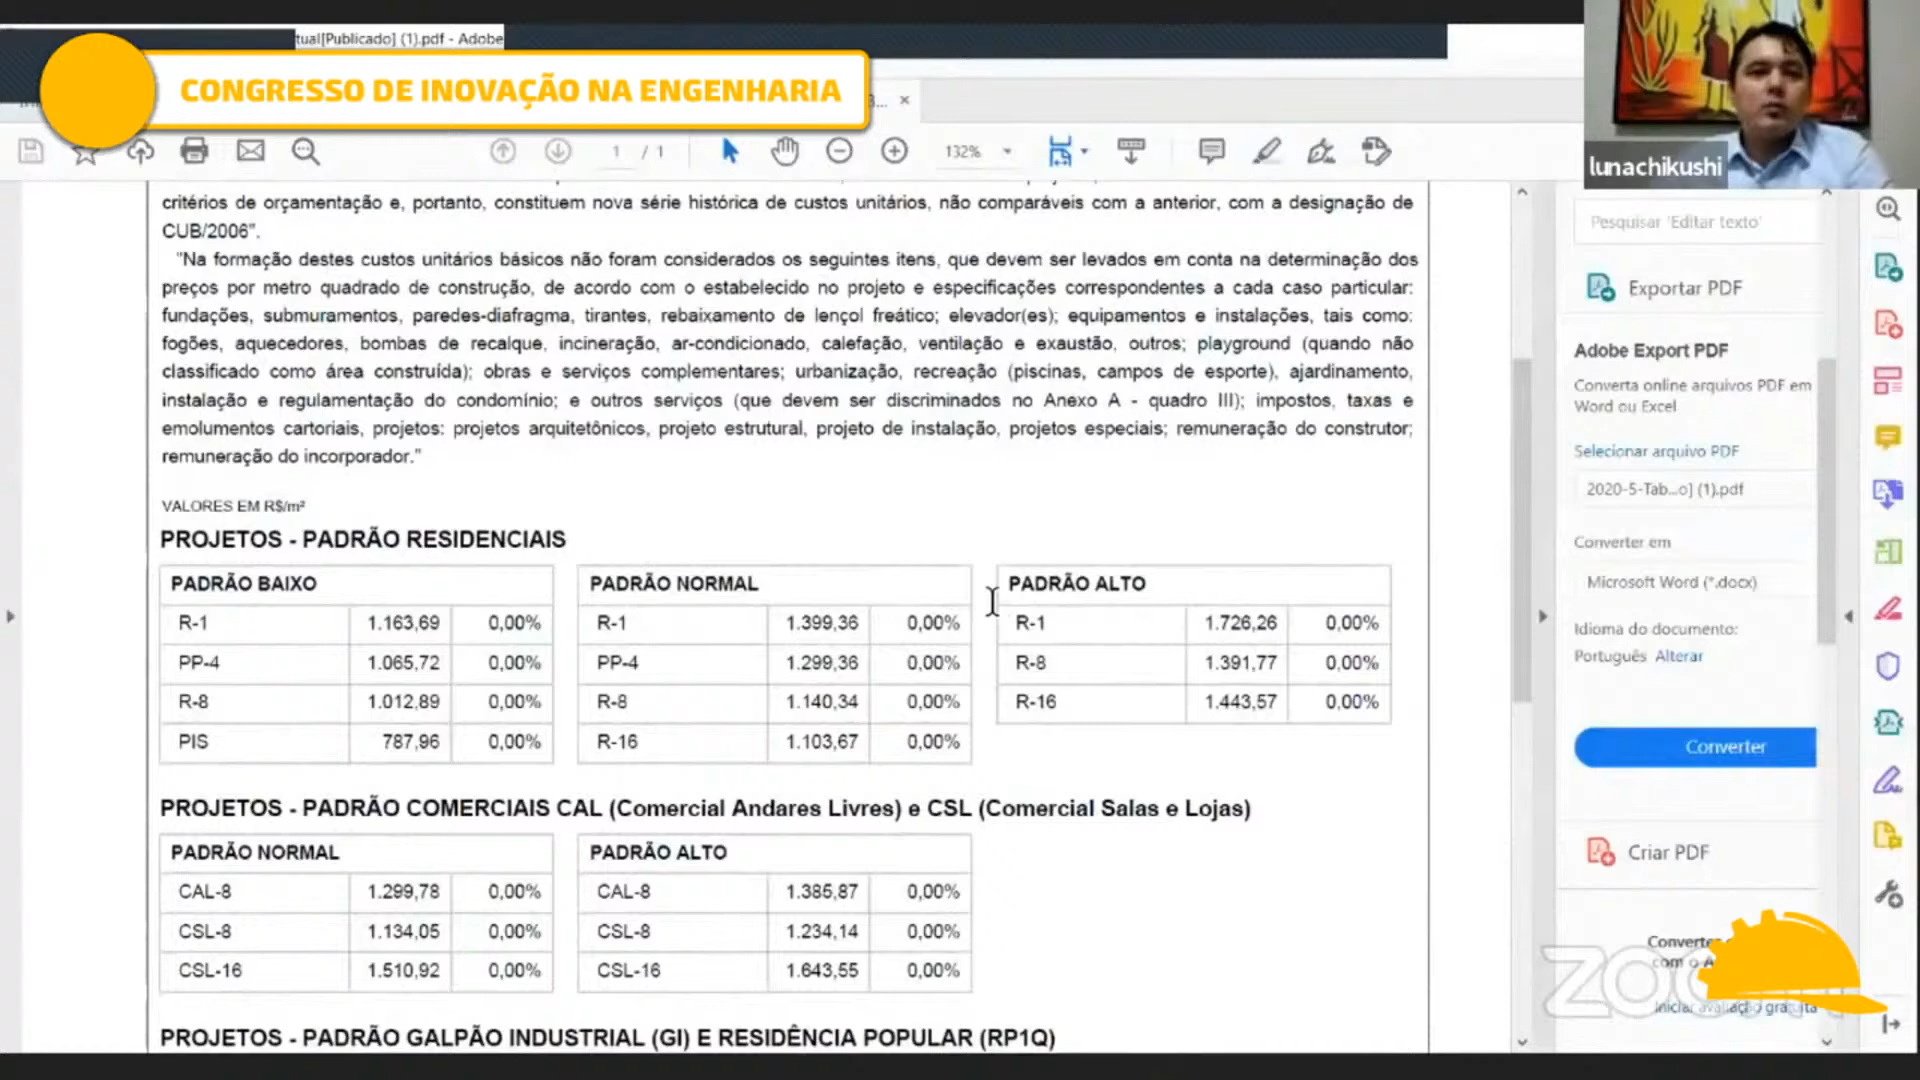 tual[Publicado] (1).pdf - Adobe
CONGRESSO DE INOVAÇÃO NA ENGENHARIA
3... ×
1 / 1
132%
lunachikushi
critérios de orçamentação e, portanto, constituem nova série histórica de custos unitários, não comparáveis com a anterior, com a designação de
CUB/2006".
"Na formação destes custos unitários básicos não foram considerados os seguintes itens, que devem ser levados em conta na determinação dos
preços por metro quadrado de construção, de acordo com o estabelecido no projeto e especificações correspondentes a cada caso particular:
fundações, submuramentos, paredes-diafragma, tirantes, rebaixamento de lençol freático; elevador(es); equipamentos e instalações, tais como:
fogões, aquecedores, bombas de recalque, incineração, ar-condicionado, calefação, ventilação e exaustão, outros; playground (quando não
classificado como área construída); obras e serviços complementares; urbanização, recreação (piscinas, campos de esporte), ajardinamento,
instalação e regulamentação do condomínio; e outros serviços (que devem ser discriminados no Anexo A - quadro III); impostos, taxas e
emolumentos cartoriais, projetos: projetos arquitetônicos, projeto estrutural, projeto de instalação, projetos especiais; remuneração do construtor;
remuneração do incorporador."
VALORES EM R$/m²
PROJETOS - PADRÃO RESIDENCIAIS
PADRÃO BAIXO
R-1 1.163,69 0,00%
PP-4 1.065,72 0,00%
R-8 1.012,89 0,00%
PIS 787,96 0,00%
PADRÃO NORMAL
R-1 1.399,36 0,00%
PP-4 1.299,36 0,00%
R-8 1.140,34 0,00%
R-16 1.103,67 0,00%
PADRÃO ALTO
R-1 1.726,26 0,00%
R-8 1.391,77 0,00%
R-16 1.443,57 0,00%
PROJETOS - PADRÃO COMERCIAIS CAL (Comercial Andares Livres) e CSL (Comercial Salas e Lojas)
PADRÃO NORMAL
CAL-8 1.299,78 0,00%
CSL-8 1.134,05 0,00%
CSL-16 1.510,92 0,00%
PADRÃO ALTO
CAL-8 1.385,87 0,00%
CSL-8 1.234,14 0,00%
CSL-16 1.643,55 0,00%
PROJETOS - PADRÃO GALPÃO INDUSTRIAL (GI) E RESIDÊNCIA POPULAR (RP1Q)
Pesquisar 'Editar texto'
Exportar PDF
Adobe Export PDF
Converta online arquivos PDF em
Word ou Excel
Selecionar arquivo PDF
2020-5-Tab...o] (1).pdf
Converter em
Microsoft Word (*.docx)
Idioma do documento:
Português Alterar
Converter
Criar PDF
Converter
com o A
Iniciar avaliação gratuita